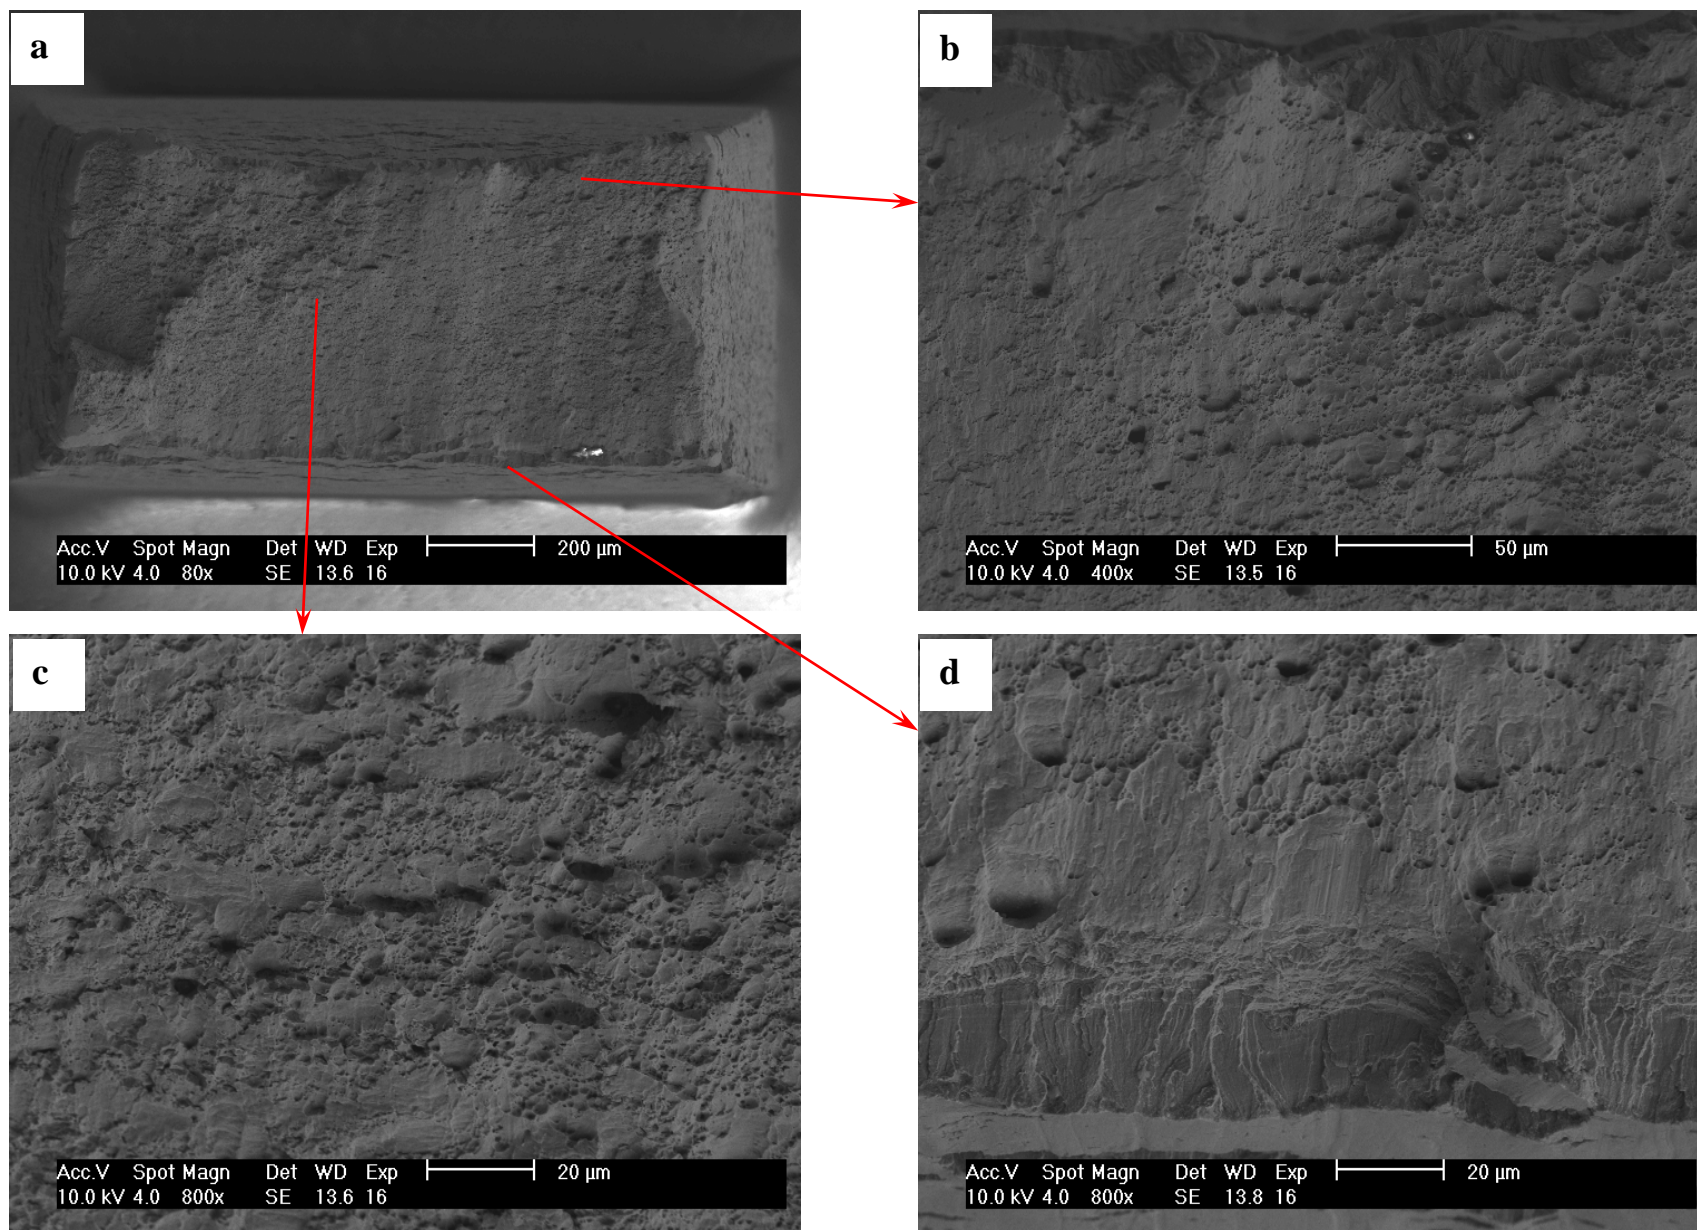 a
Acc.V Spot Magn Det WD Exp 200 µm
10.0 kV 4.0 80x SE 13.6 16
b
Acc.V Spot Magn Det WD Exp 50 µm
10.0 kV 4.0 400x SE 13.5 16
c
Acc.V Spot Magn Det WD Exp 20 µm
10.0 kV 4.0 800x SE 13.6 16
d
Acc.V Spot Magn Det WD Exp 20 µm
10.0 kV 4.0 800x SE 13.8 16